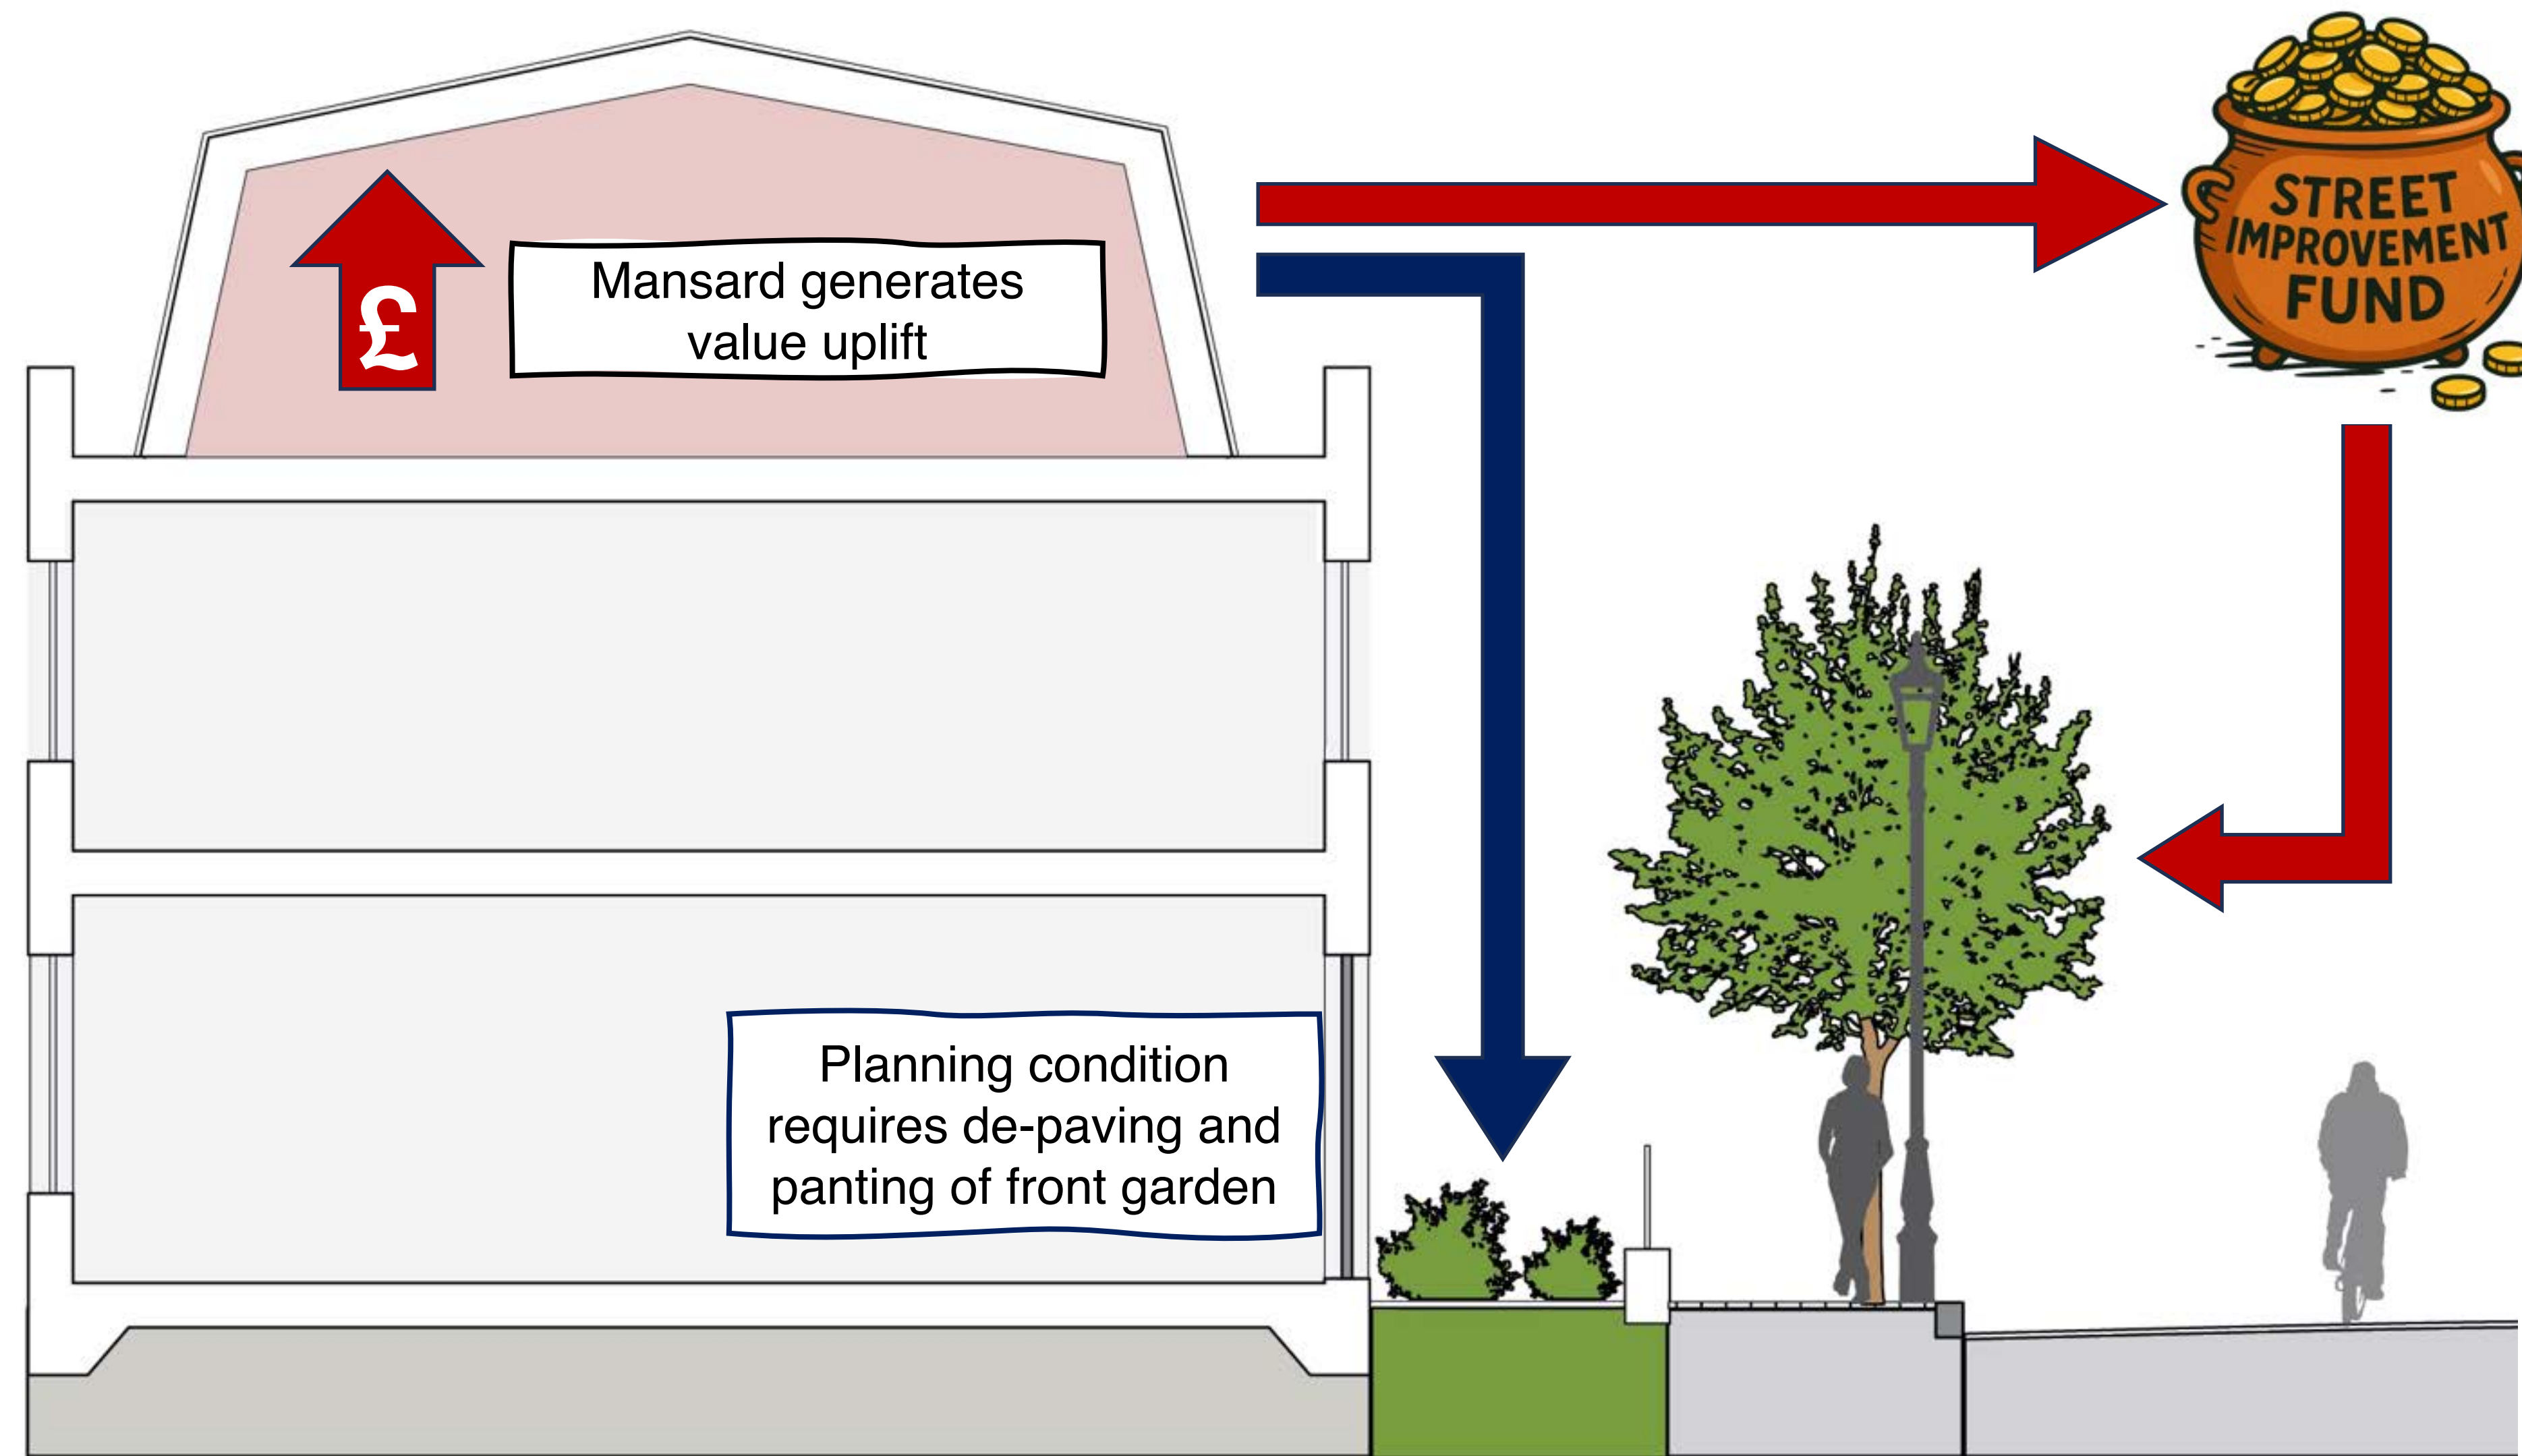 £
Mansard generates
value uplift
STREET
IMPROVEMENT
FUND
Planning condition
requires de-paving and
panting of front garden